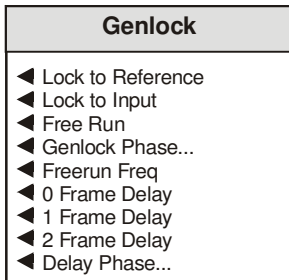 Genlock
Lock to Reference
Lock to Input
Free Run
Genlock Phase...
Freerun Freq
0 Frame Delay
1 Frame Delay
2 Frame Delay
Delay Phase...